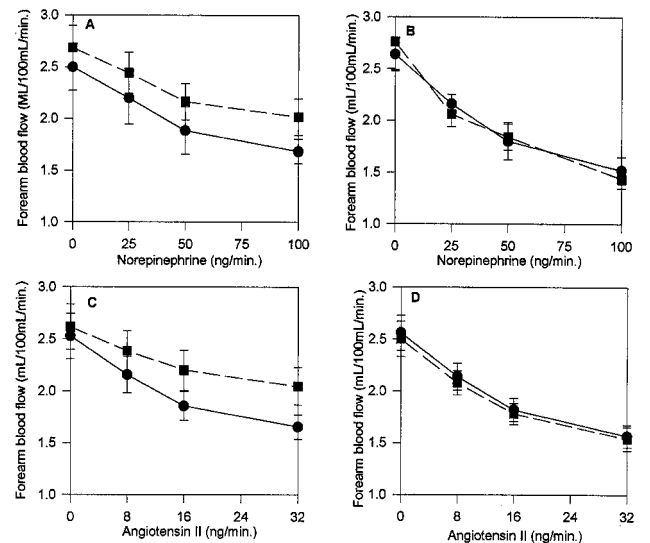 A
Forearm blood flow (ML/100mL/min.)
3.0
2.5
2.0
1.5
1.0
0 25 50 75 100
Norepinephrine (ng/min.)
B
Forearm blood flow (mL/100mL/min.)
3.0
2.5
2.0
1.5
1.0
0 25 50 75 100
Norepinephrine (ng/min.)
C
Forearm blood flow (mL/100mL/min.)
3.0
2.5
2.0
1.5
1.0
0 8 16 24 32
Angiotensin II (ng/min.)
D
Forearm blood flow (mL/100mL/min.)
3.0
2.5
2.0
1.5
1.0
0 8 16 24 32
Angiotensin II (ng/min.)